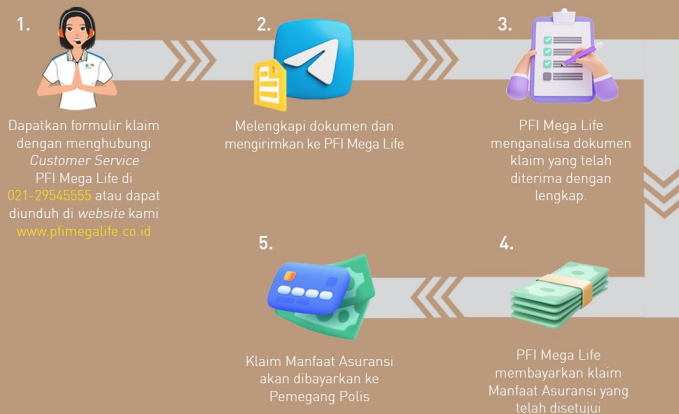 1.
Dapatkan formulir klaim
dengan menghubungi
Customer Service
PFI Mega Life di
021-29545555 atau dapat
diunduh di website kami
www.pfimegalife.co.id
2.
Melengkapi dokumen dan
mengirimkan ke PFI Mega Life
3.
PFI Mega Life
menganalisa dokumen
klaim yang telah
diterima dengan
lengkap.
4.
PFI Mega Life
membayarkan klaim
Manfaat Asuransi yang
telah disetujui
5.
Klaim Manfaat Asuransi
akan dibayarkan ke
Pemegang Polis